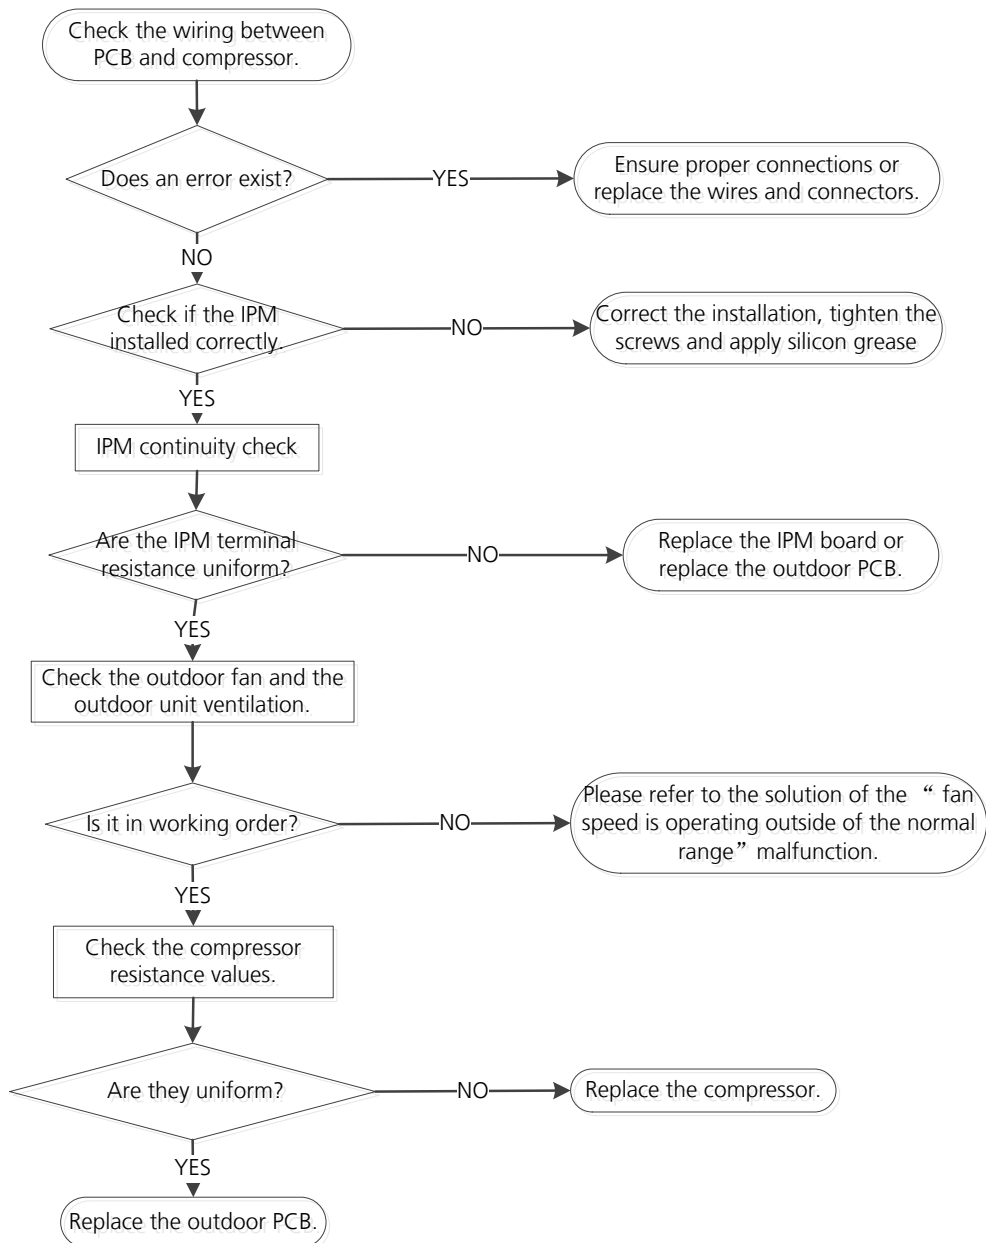 Check the wiring between
PCB and compressor.
Does an error exist?
YES
Ensure proper connections or
replace the wires and connectors.
NO
Check if the IPM
installed correctly.
NO
Correct the installation, tighten the
screws and apply silicon grease
YES
IPM continuity check
Are the IPM terminal
resistance uniform?
NO
Replace the IPM board or
replace the outdoor PCB.
YES
Check the outdoor fan and the
outdoor unit ventilation.
Is it in working order?
NO
Please refer to the solution of the “ fan
speed is operating outside of the normal
range” malfunction.
YES
Check the compressor
resistance values.
Are they uniform?
NO
Replace the compressor.
YES
Replace the outdoor PCB.